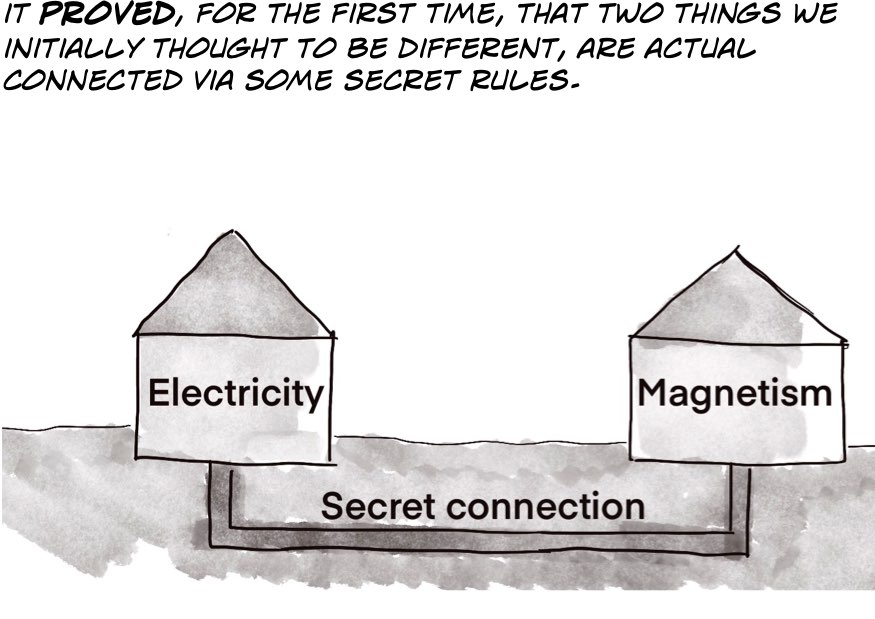 IT PROVED, FOR THE FIRST TIME, THAT TWO THINGS WE
INITIALLY THOUGHT TO BE DIFFERENT, ARE ACTUAL
CONNECTED VIA SOME SECRET RULES.
Electricity
Magnetism
Secret connection